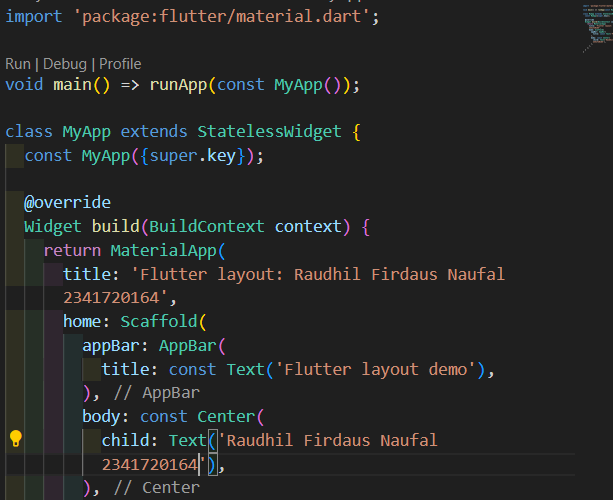 import 'package:flutter/material.dart';
Run | Debug | Profile
void main() => runApp(const MyApp());
class MyApp extends StatelessWidget {
const MyApp({super.key});
@override
Widget build(BuildContext context) {
return MaterialApp(
title: 'Flutter layout: Raudhil Firdaus Naufal
2341720164',
home: Scaffold(
appBar: AppBar(
title: const Text('Flutter layout demo'),
), // AppBar
body: const Center(
child: Text('Raudhil Firdaus Naufal
2341720164'),
), // Center